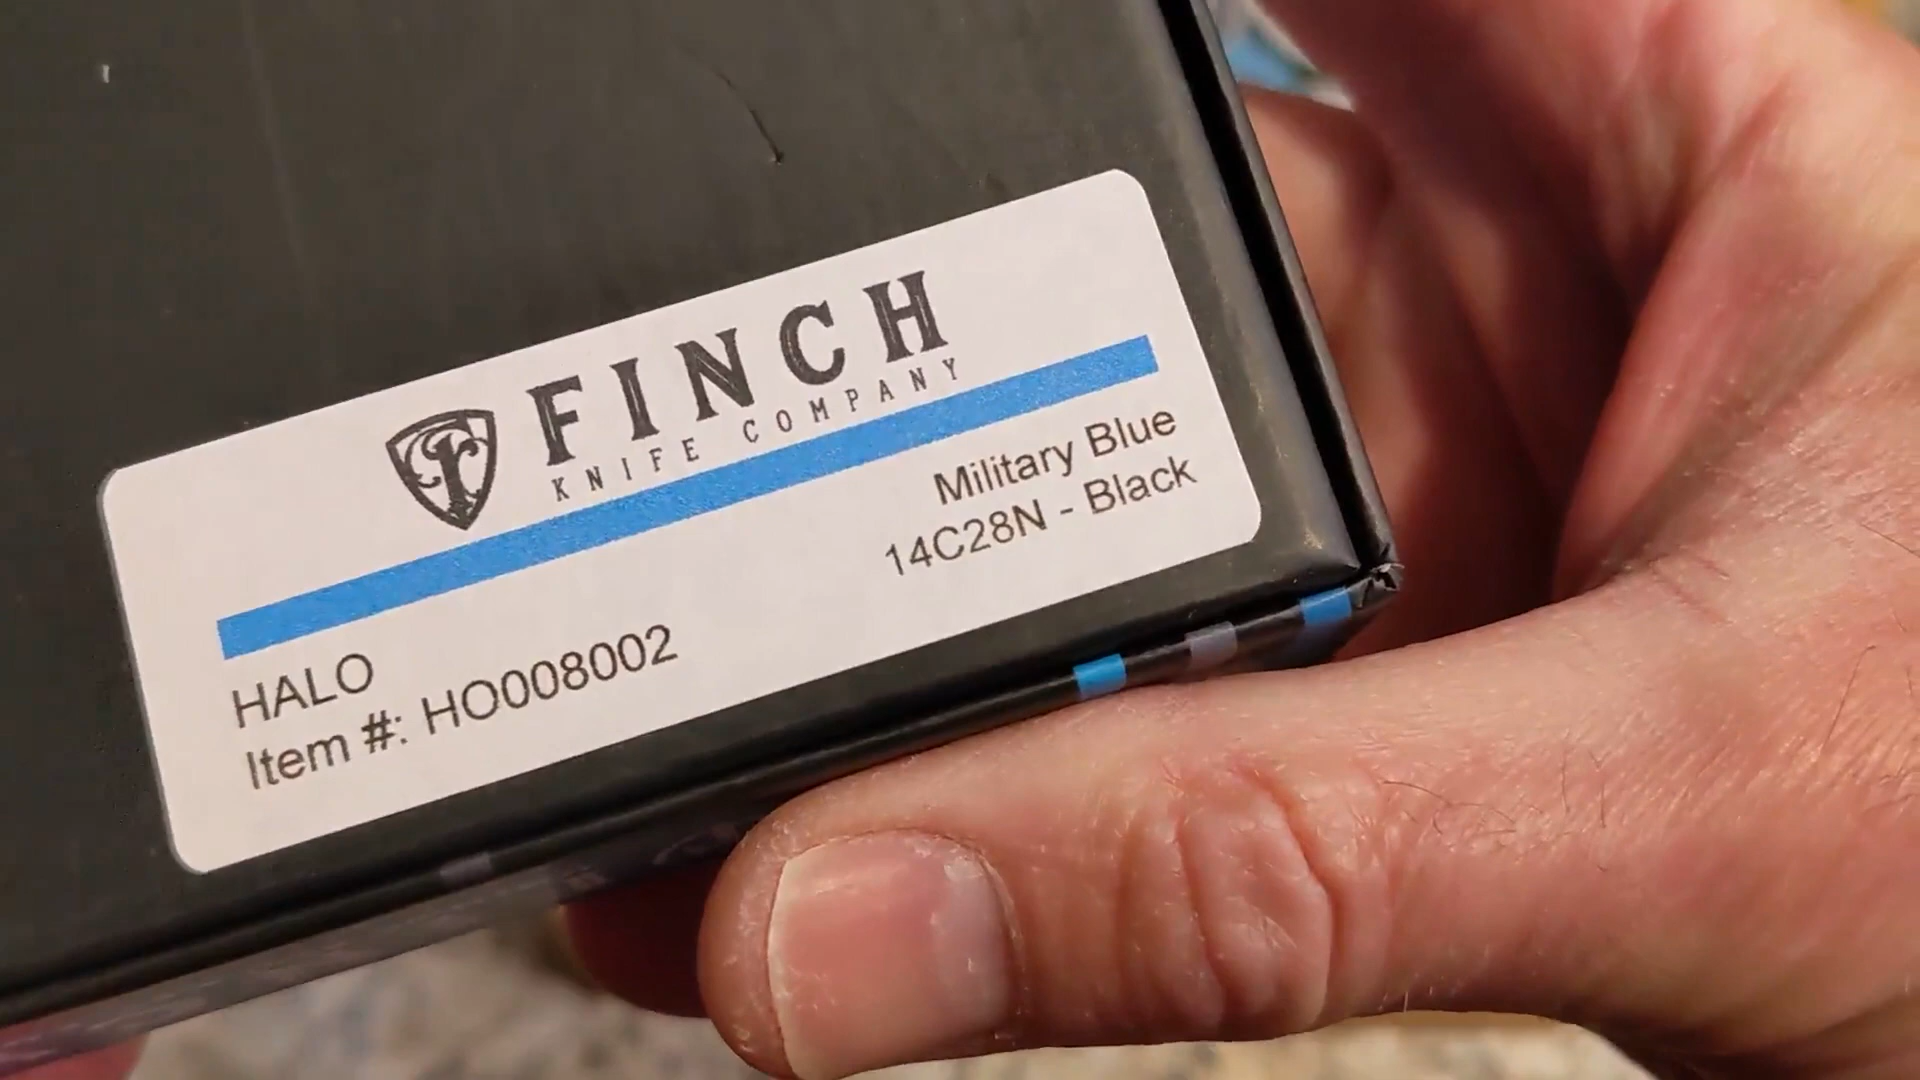 FINCH
KNIFE COMPANY
Military Blue
14C28N - Black
HALO
Item #: HO008002